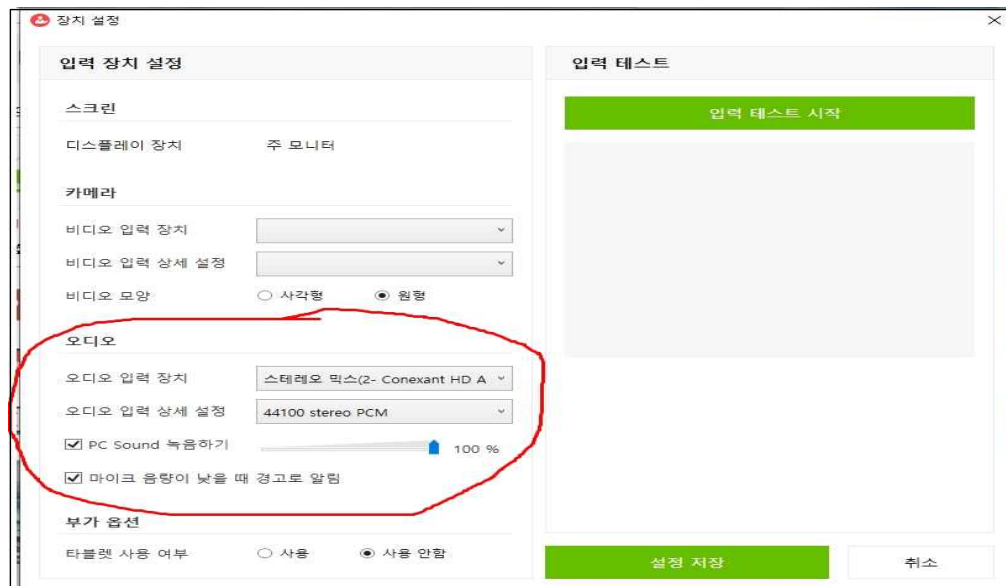 장치 설정
입력 장치 설정
스크린
디스플레이 장치 주 모니터
카메라
비디오 입력 장치
비디오 입력 상세 설정
비디오 모양 사각형 원형
오디오
오디오 입력 장치 스테레오 믹스(2- Conexant HD A
오디오 입력 상세 설정 44100 stereo PCM
PC Sound 녹음하기 100 %
마이크 음량이 낮을 때 경고로 알림
부가 옵션
타블렛 사용 여부 사용 사용 안함
입력 테스트
입력 테스트 시작
설정 저장 취소